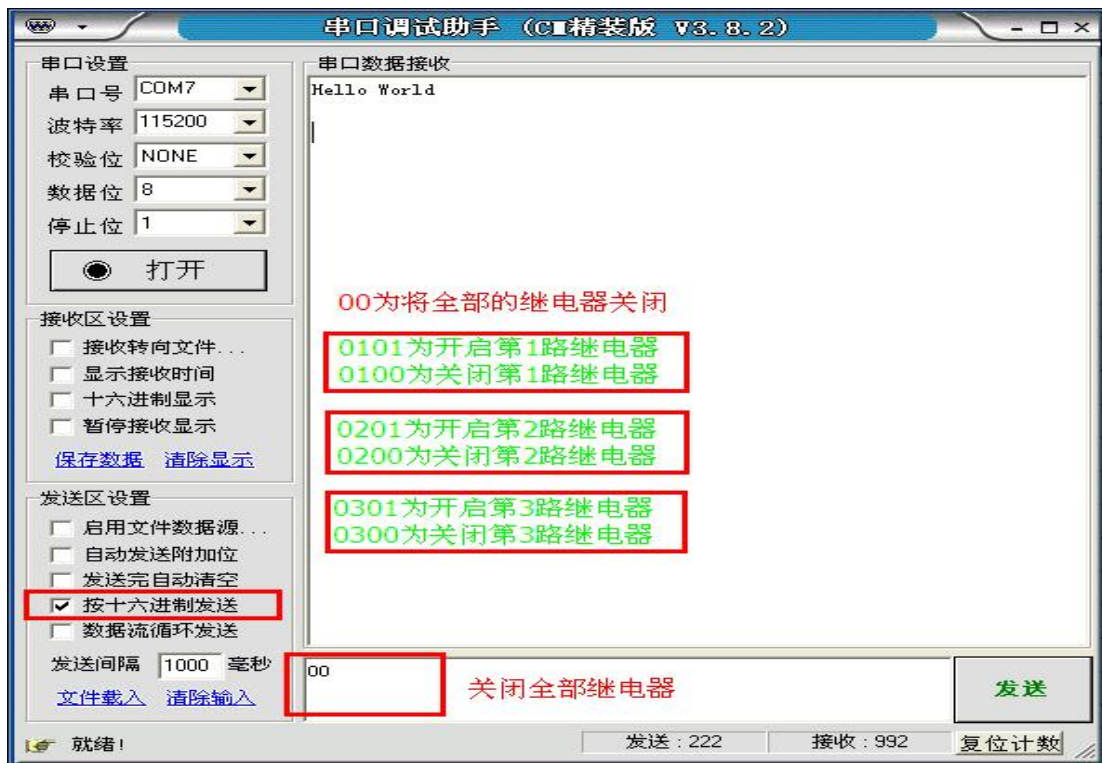 串口调试助手 (CM精装版 V3.8.2)
串口设置
串口号 COM7
波特率 115200
校验位 NONE
数据位 8
停止位 1
打开
接收区设置
接收转向文件...
显示接收时间
十六进制显示
暂停接收显示
保存数据 清除显示
发送区设置
启用文件数据源...
自动发送附加位
发送完自动清空
按十六进制发送
数据流循环发送
发送间隔 1000 毫秒
文件载入 清除输入
串口数据接收
Hello World
00为将全部的继电器关闭
0101为开启第1路继电器
0100为关闭第1路继电器
0201为开启第2路继电器
0200为关闭第2路继电器
0301为开启第3路继电器
0300为关闭第3路继电器
00
关闭全部继电器
发送
就绪!
发送:222
接收:992
复位计数